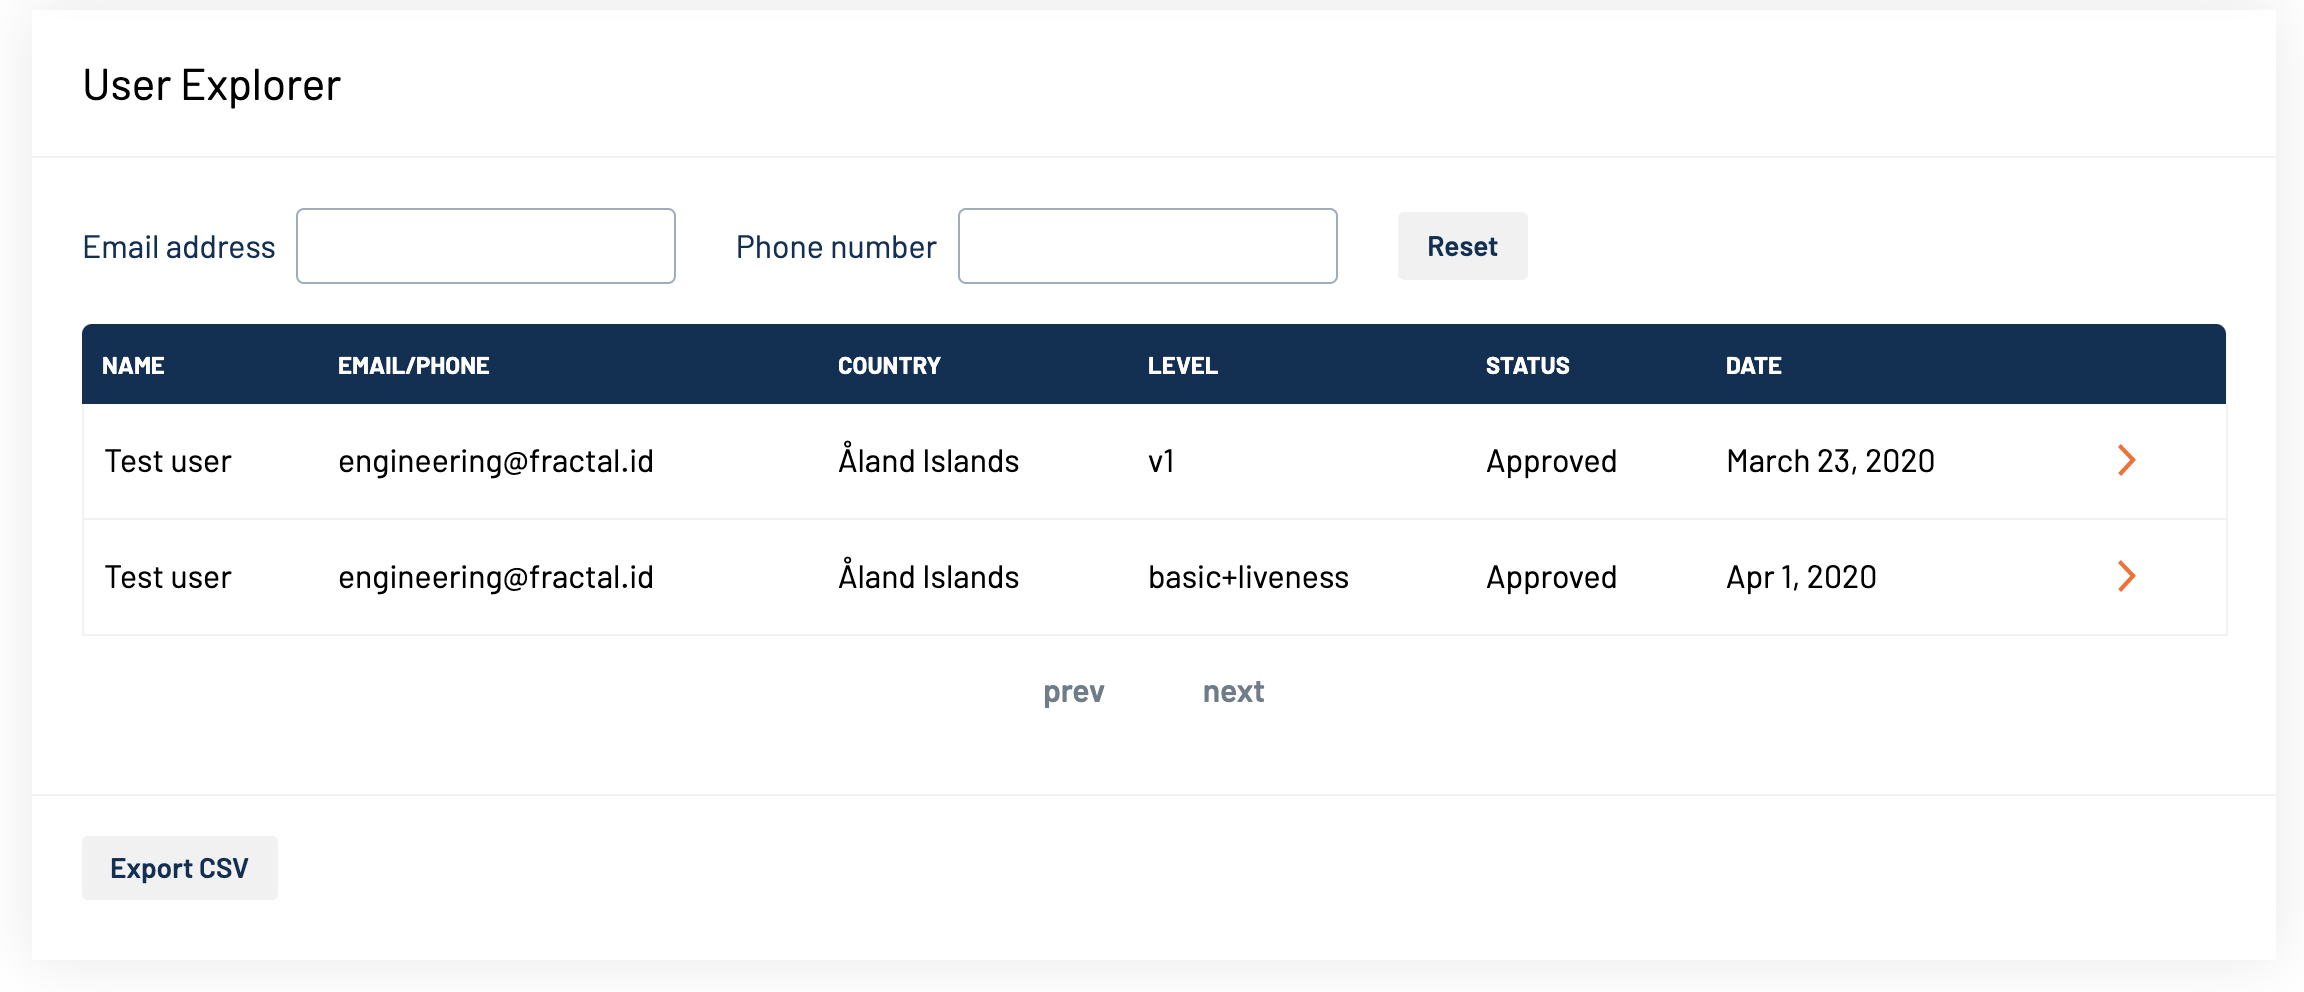 User Explorer
Email address Phone number Reset
NAME EMAIL/PHONE COUNTRY LEVEL STATUS DATE
Test user engineering@fractal.id Åland Islands v1 Approved March 23, 2020
Test user engineering@fractal.id Åland Islands basic+liveness Approved Apr 1, 2020
prev next
Export CSV